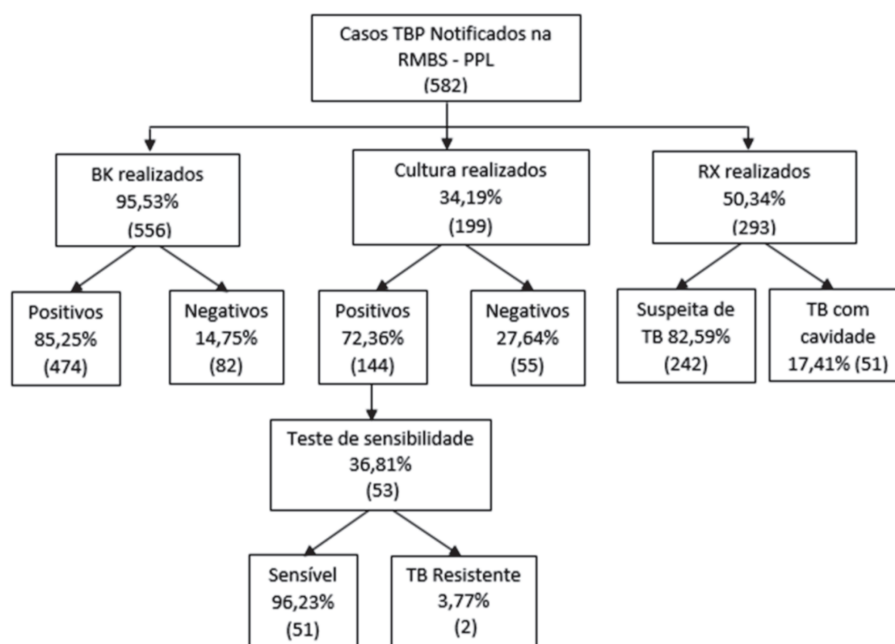 Casos TBP Notificados na
RMBS - PPL
(582)
BK realizados
95,53%
(556)
Cultura realizados
34,19%
(199)
RX realizados
50,34%
(293)
Positivos
85,25%
(474)
Negativos
14,75%
(82)
Positivos
72,36%
(144)
Negativos
27,64%
(55)
Suspeita de
TB 82,59%
(242)
TB com
cavidade
17,41% (51)
Teste de sensibilidade
36,81%
(53)
Sensível
96,23%
(51)
TB Resistente
3,77%
(2)